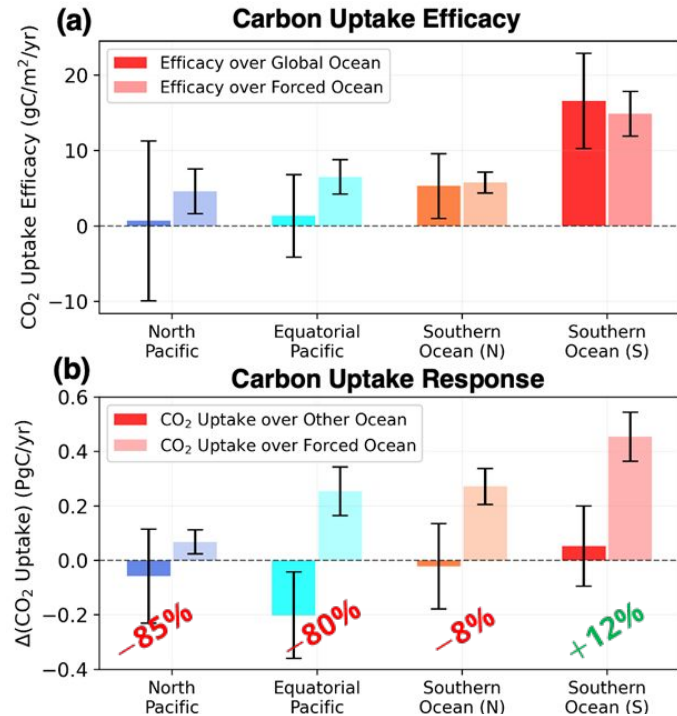 (a) Carbon Uptake Efficacy
Efficacy over Global Ocean
Efficacy over Forced Ocean
CO₂ Uptake Efficacy (gC/m²/yr)
20
10
0
−10
North Pacific
Equatorial Pacific
Southern Ocean (N)
Southern Ocean (S)
(b) Carbon Uptake Response
CO₂ Uptake over Other Ocean
CO₂ Uptake over Forced Ocean
Δ(CO₂ Uptake) (PgC/yr)
0.6
0.4
0.2
0.0
−0.2
−0.4
−85%
−80%
−8%
+12%
North Pacific
Equatorial Pacific
Southern Ocean (N)
Southern Ocean (S)